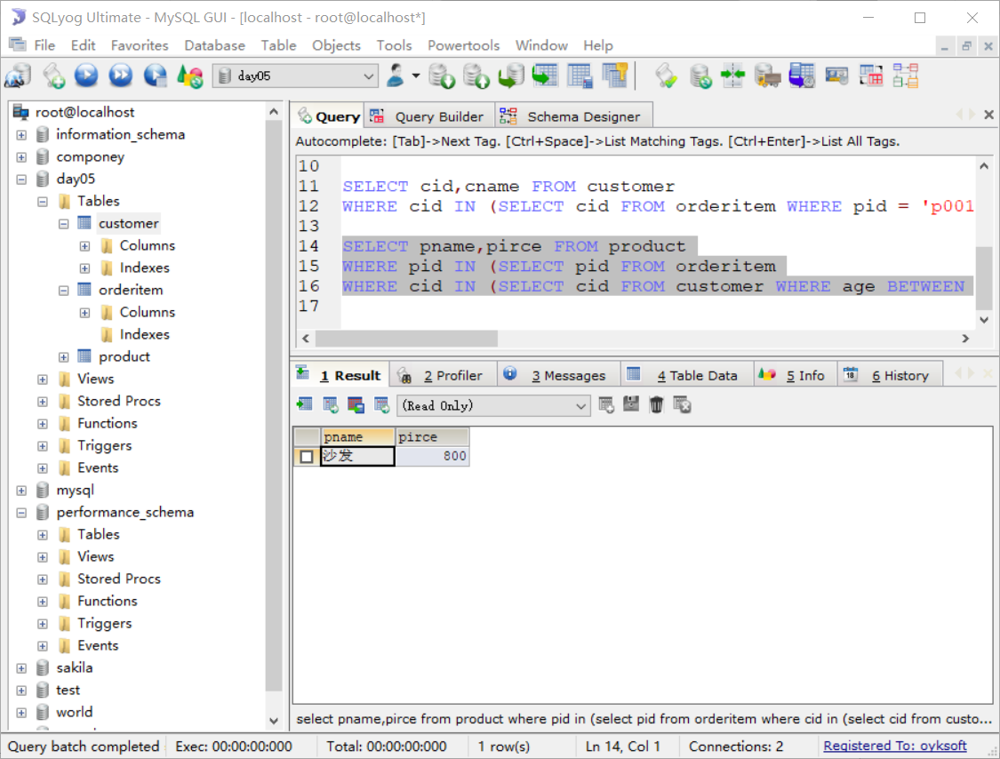 SQLyog Ultimate - MySQL GUI - [localhost - root@localhost*]
File Edit Favorites Database Table Objects Tools Powertools Window Help
day05
root@localhost
information_schema
componey
day05
Tables
customer
Columns
Indexes
orderitem
Columns
Indexes
product
Views
Stored Procs
Functions
Triggers
Events
mysql
performance_schema
Tables
Views
Stored Procs
Functions
Triggers
Events
sakila
test
world
Query Query Builder Schema Designer
Autocomplete: [Tab]->Next Tag. [Ctrl+Space]->List Matching Tags. [Ctrl+Enter]->List All Tags.
10
11 SELECT cid,cname FROM customer
12 WHERE cid IN (SELECT cid FROM orderitem WHERE pid = 'p001
13
14 SELECT pname,pirce FROM product
15 WHERE pid IN (SELECT pid FROM orderitem
16 WHERE cid IN (SELECT cid FROM customer WHERE age BETWEEN
17
1 Result 2 Profiler 3 Messages 4 Table Data 5 Info 18 6 History
(Read Only)
pname pirce
沙发 800
select pname,pirce from product where pid in (select pid from orderitem where cid in (select cid from custo...
Query batch completed Exec: 00:00:00:000 Total: 00:00:00:000 1 row(s) Ln 14, Col 1 Connections: 2 Registered To: oyksoft